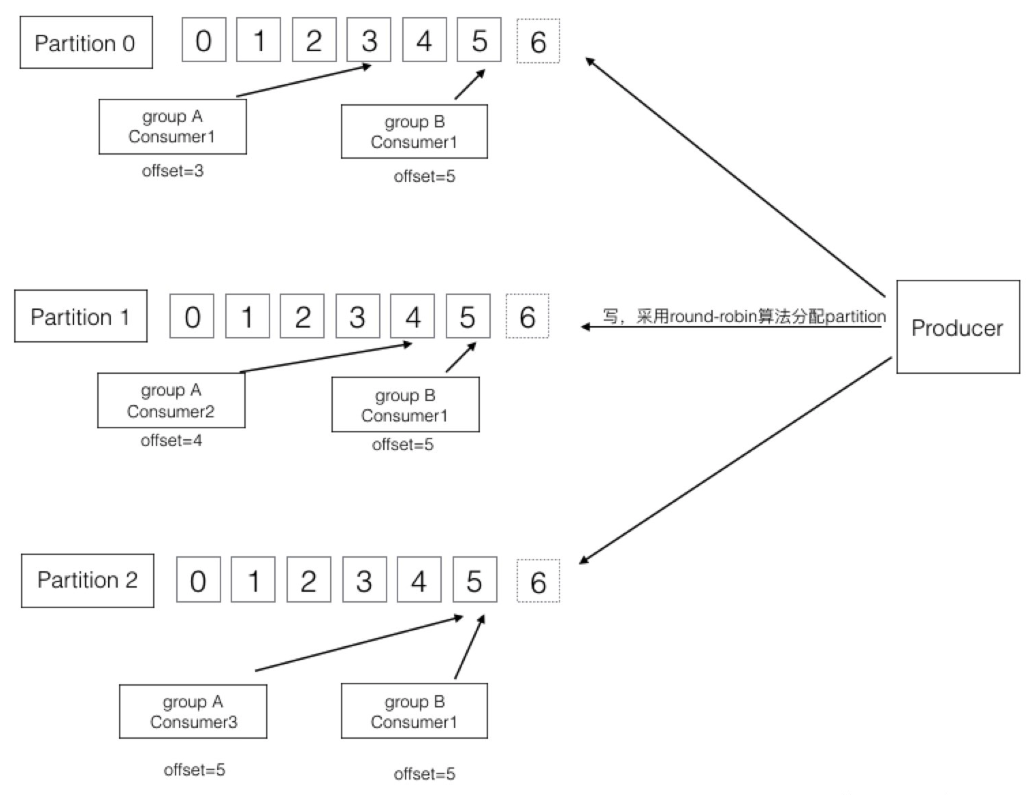 Partition 0 0 1 2 3 4 5 6
group A
Consumer1
offset=3
group B
Consumer1
offset=5
Partition 1 0 1 2 3 4 5 6
写，采用round-robin算法分配partition
Producer
group A
Consumer2
offset=4
group B
Consumer1
offset=5
Partition 2 0 1 2 3 4 5 6
group A
Consumer3
offset=5
group B
Consumer1
offset=5